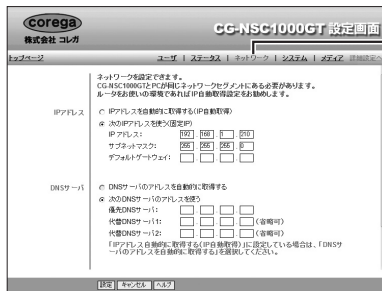 corega
株式会社 コレガ
CG-NSC1000GT 設定画面
トップページ
ユーザ | ステータス | ネットワーク | システム | メディア 詳細設定へ
ネットワークを設定できます。
CG-NSC1000GTとPCが同じネットワークセグメントにある必要があります。
ルータをお使いの環境であればIP自動取得設定をお勧めします。
IPアドレス
IPアドレスを自動的に取得する(IP自動取得)
次のIPアドレスを使う(固定IP)
IP アドレス: 192 . 168 . 1 . 210
サブネットマスク: 255 . 255 . 255 . 0
デフォルトゲートウェイ: . . .
DNSサーバ
DNSサーバのアドレスを自動的に取得する
次のDNSサーバのアドレスを使う
優先DNSサーバ: . . .
代替DNSサーバ1: . . . (省略可)
代替DNSサーバ2: . . . (省略可)
「IPアドレス自動的に取得する(IP自動取得)」に設定している場合は、「DNSサ
ーバのアドレスを自動的に取得する」を選択してください。
設定 キャンセル ヘルプ